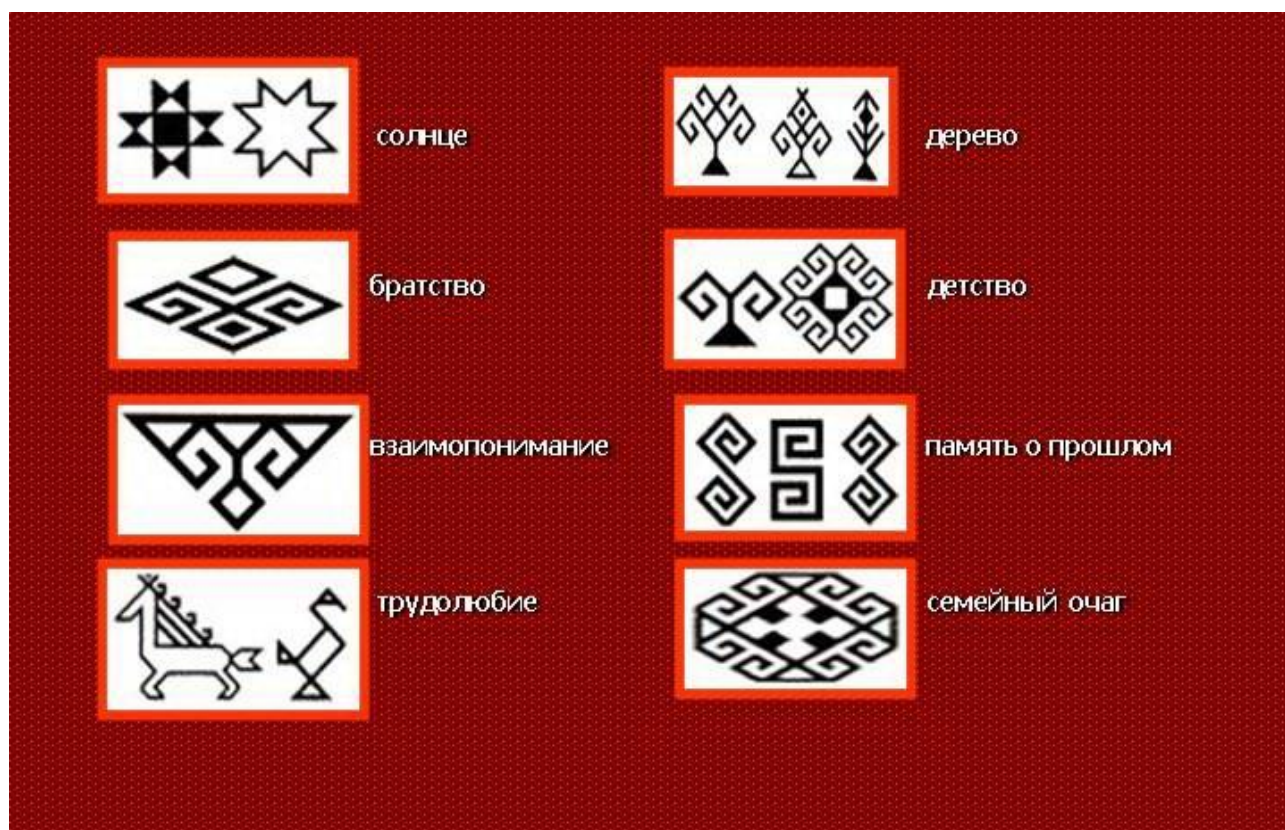 солнце
дерево
братство
детство
взаимопонимание
память о прошлом
трудолюбие
семейный очаг